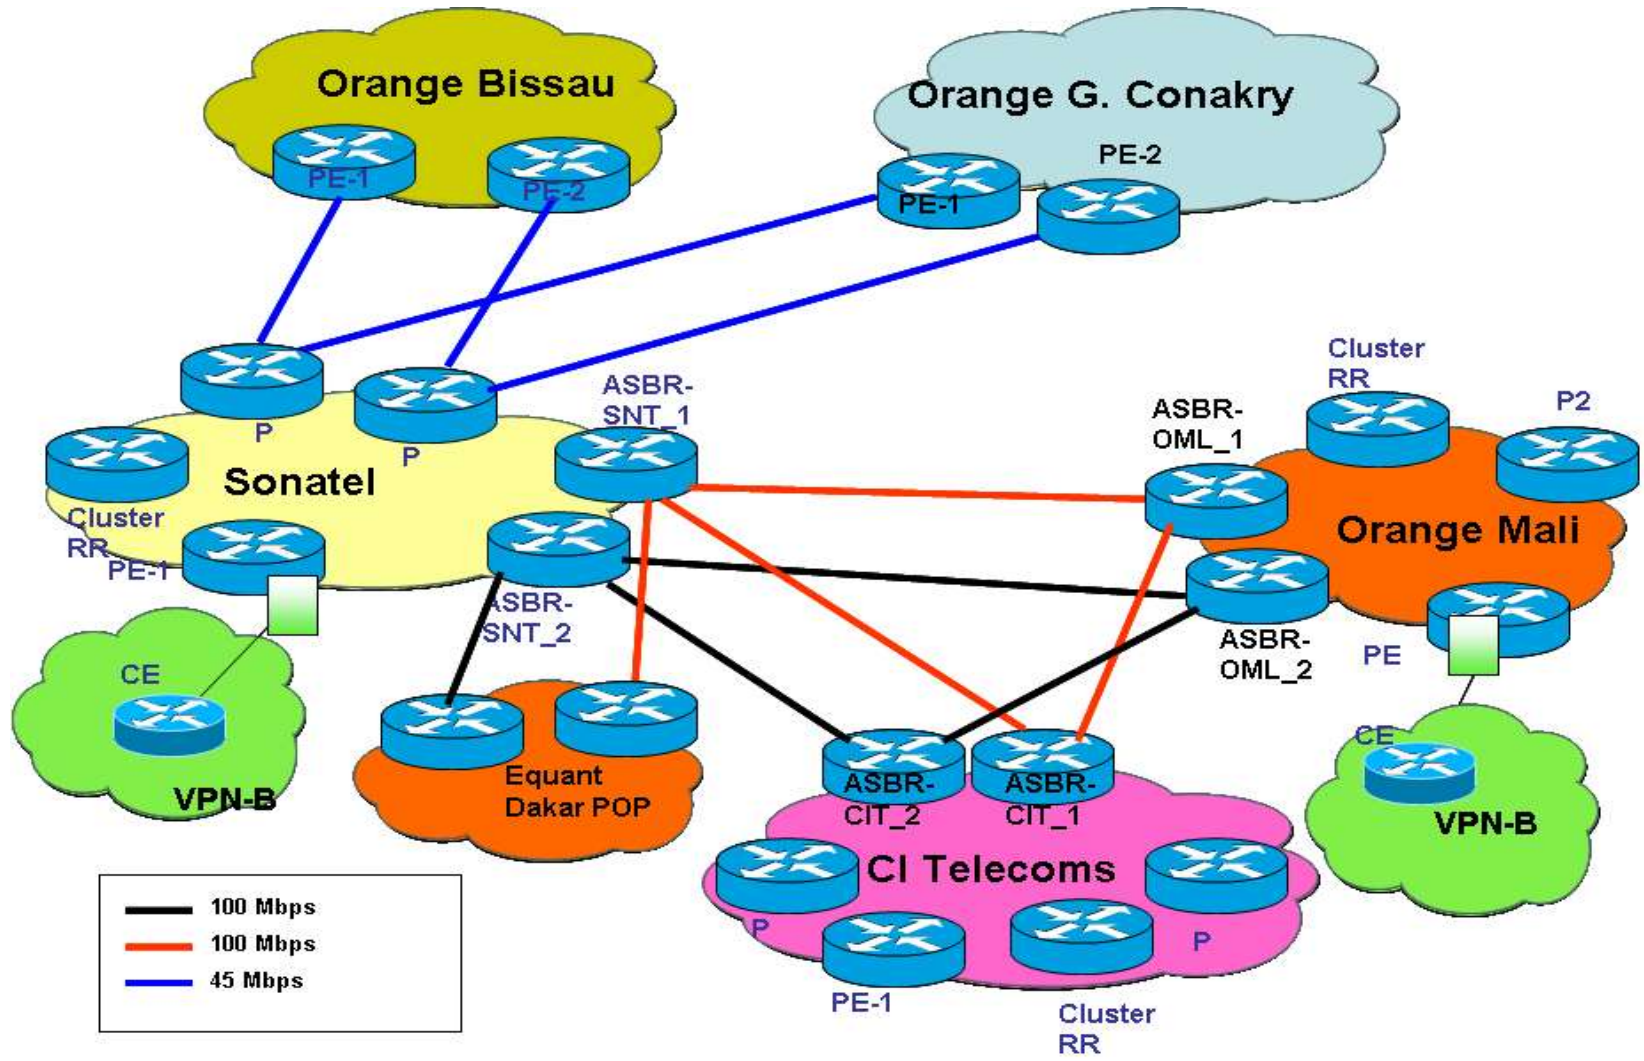 Orange Bissau
PE-1
PE-2
Orange G. Conakry
PE-2
PE-1
P
P
ASBR-
SNT_1
Sonatel
Cluster
RR
PE-1
ASBR-
SNT_2
ASBR-
OML_1
Cluster
RR
P2
Orange Mali
ASBR-
OML_2
PE
CE
VPN-B
Equant
Dakar POP
ASBR-
CIT_2
ASBR-
CIT_1
CI Telecoms
P
PE-1
Cluster
RR
P
CE
VPN-B
100 Mbps
100 Mbps
45 Mbps